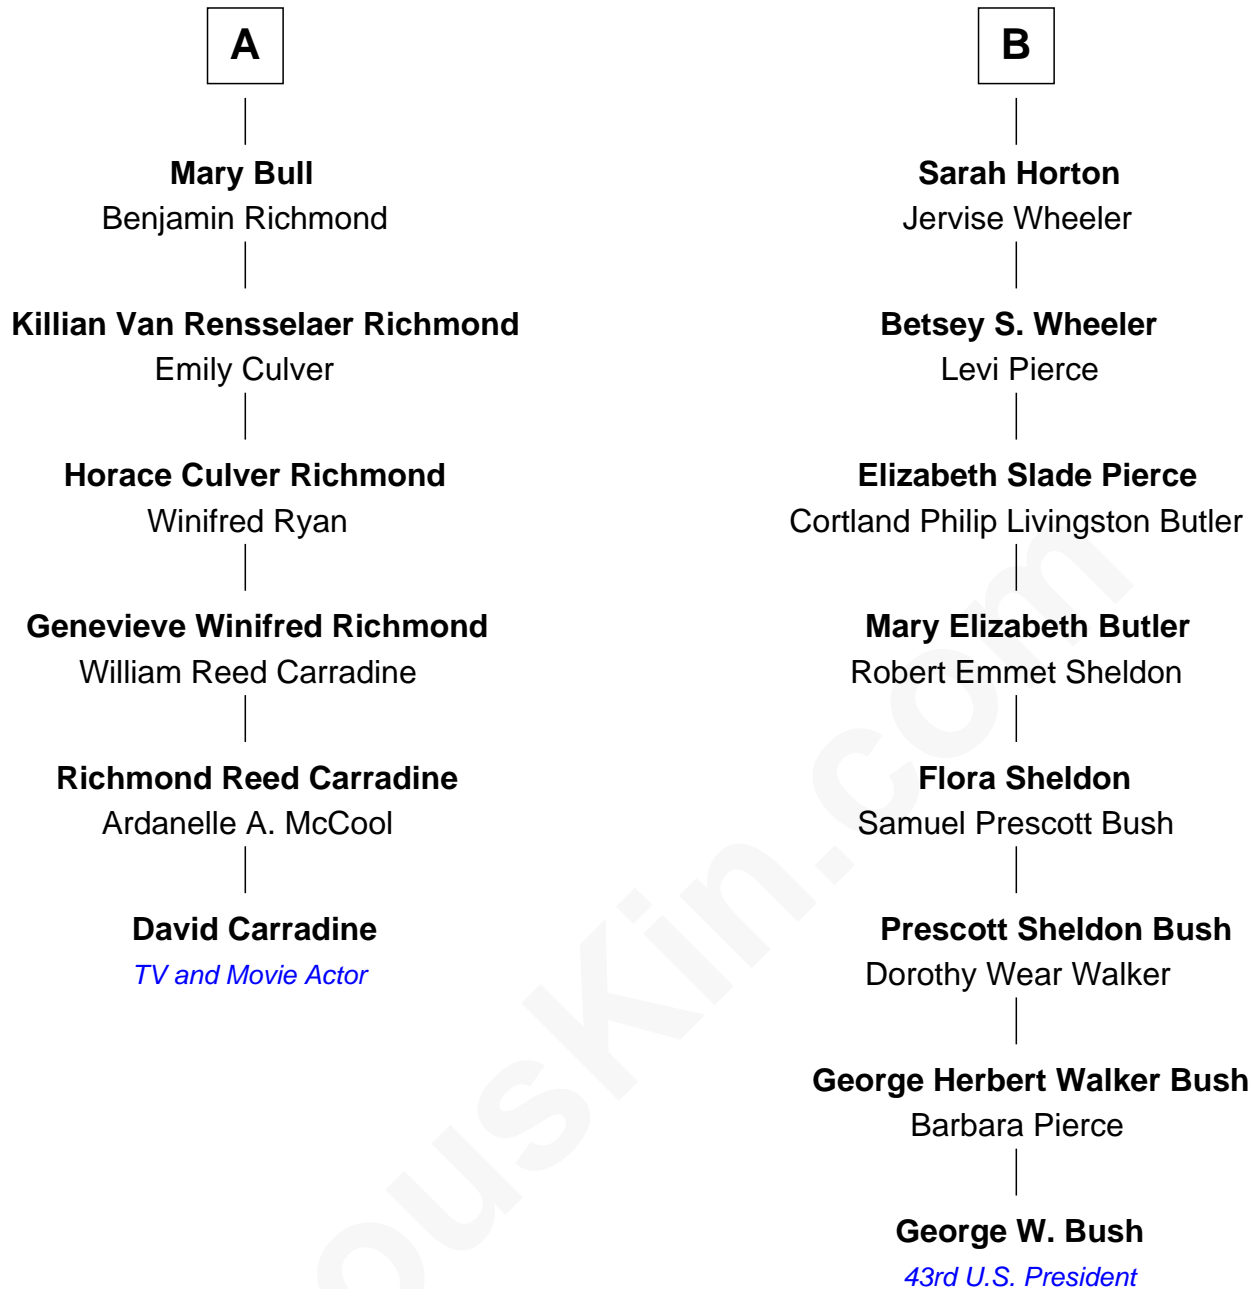 A
Mary Bull
Benjamin Richmond
Killian Van Rensselaer Richmond
Emily Culver
Horace Culver Richmond
Winifred Ryan
Genevieve Winifred Richmond
William Reed Carradine
Richmond Reed Carradine
Ardanelle A. McCool
David Carradine
TV and Movie Actor
B
Sarah Horton
Jervise Wheeler
Betsey S. Wheeler
Levi Pierce
Elizabeth Slade Pierce
Cortland Philip Livingston Butler
Mary Elizabeth Butler
Robert Emmet Sheldon
Flora Sheldon
Samuel Prescott Bush
Prescott Sheldon Bush
Dorothy Wear Walker
George Herbert Walker Bush
Barbara Pierce
George W. Bush
43rd U.S. President
ousKin.com